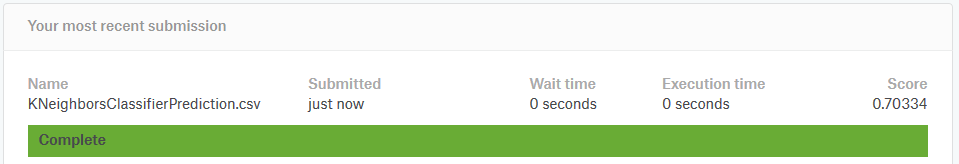 Your most recent submission
Name Submitted Wait time Execution time Score
KNeighborsClassifierPrediction.csv just now 0 seconds 0 seconds 0.70334
Complete